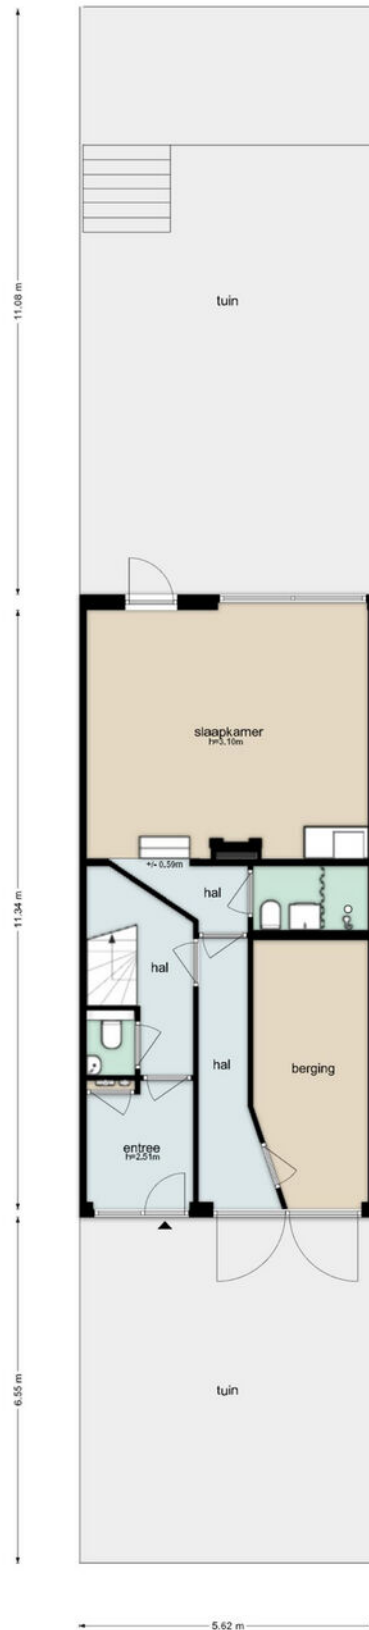 11.08 m
tuin
slaapkamer
h=3.10m
+/- 0.59m
hal
11.34 m
hal
hal
berging
entree
h=2.51m
6.55 m
tuin
5.62 m